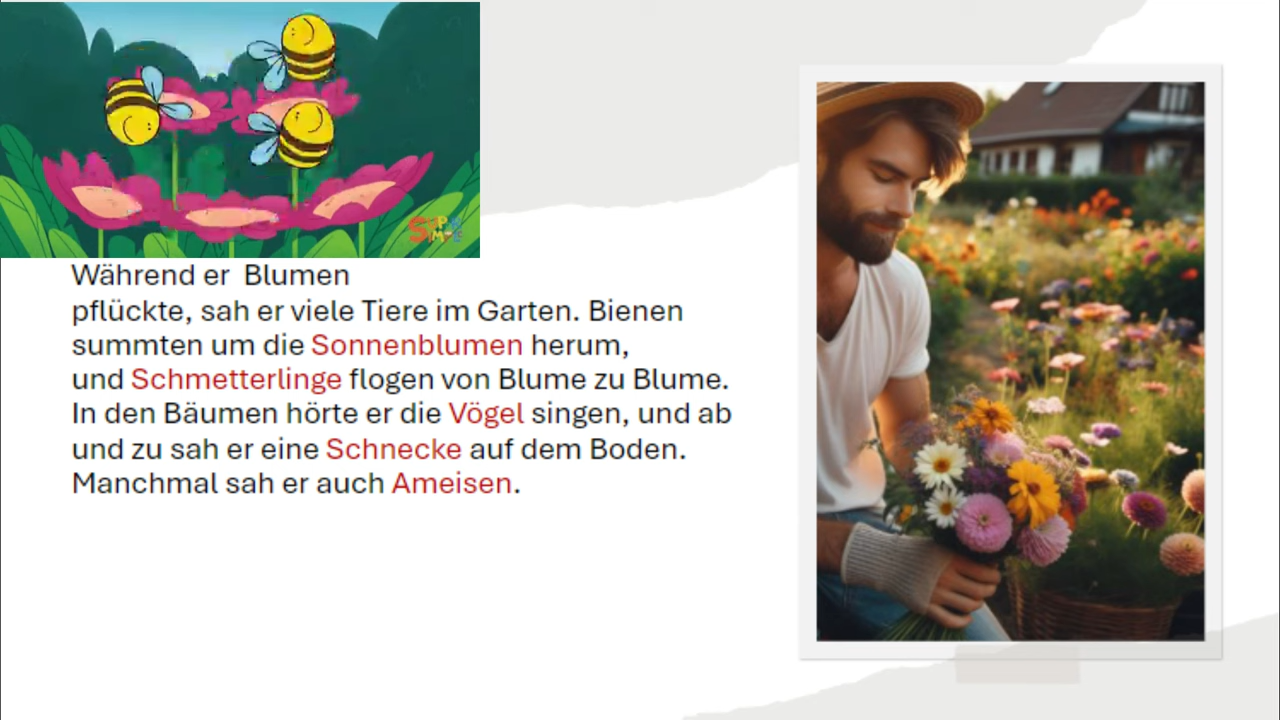 SUPER
SIMPLE
Während er  Blumen
pflückte, sah er viele Tiere im Garten. Bienen
summten um die Sonnenblumen herum,
und Schmetterlinge flogen von Blume zu Blume.
In den Bäumen hörte er die Vögel singen, und ab
und zu sah er eine Schnecke auf dem Boden.
Manchmal sah er auch Ameisen.